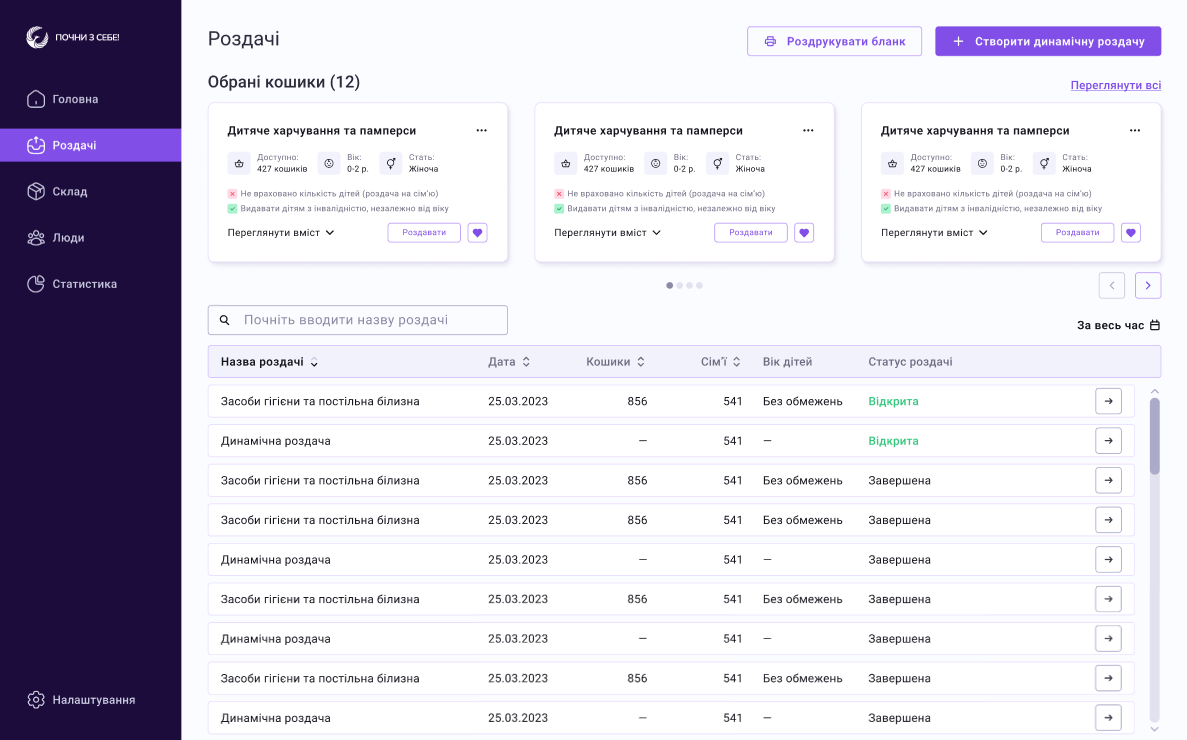 ПОЧНИ З СЕБЕ!
Головна
Роздачі
Склад
Люди
Статистика
Налаштування
Роздачі
Роздрукувати бланк
+ Створити динамічну роздачу
Обрані кошики (12)
Переглянути всі
Дитяче харчування та памперси
Доступно: Вік: Стать:
427 кошиків 0-2 р. Жіноча
Не враховано кількість дітей (роздача на сім'ю)
Видавати дітям з інвалідністю, незалежно від віку
Переглянути вміст Роздавати
Дитяче харчування та памперси
Доступно: Вік: Стать:
427 кошиків 0-2 р. Жіноча
Не враховано кількість дітей (роздача на сім'ю)
Видавати дітям з інвалідністю, незалежно від віку
Переглянути вміст Роздавати
Дитяче харчування та памперси
Доступно: Вік: Стать:
427 кошиків 0-2 р. Жіноча
Не враховано кількість дітей (роздача на сім'ю)
Видавати дітям з інвалідністю, незалежно від віку
Переглянути вміст Роздавати
Почніть вводити назву роздачі
За весь час
Назва роздачі Дата Кошики Сім'ї Вік дітей Статус роздачі
Засоби гігієни та постільна білизна 25.03.2023 856 541 Без обмежень Відкрита
Динамічна роздача 25.03.2023 – 541 – Відкрита
Засоби гігієни та постільна білизна 25.03.2023 856 541 Без обмежень Завершена
Засоби гігієни та постільна білизна 25.03.2023 856 541 Без обмежень Завершена
Динамічна роздача 25.03.2023 – 541 – Завершена
Засоби гігієни та постільна білизна 25.03.2023 856 541 Без обмежень Завершена
Динамічна роздача 25.03.2023 – 541 – Завершена
Засоби гігієни та постільна білизна 25.03.2023 856 541 Без обмежень Завершена
Динамічна роздача 25.03.2023 – 541 – Завершена